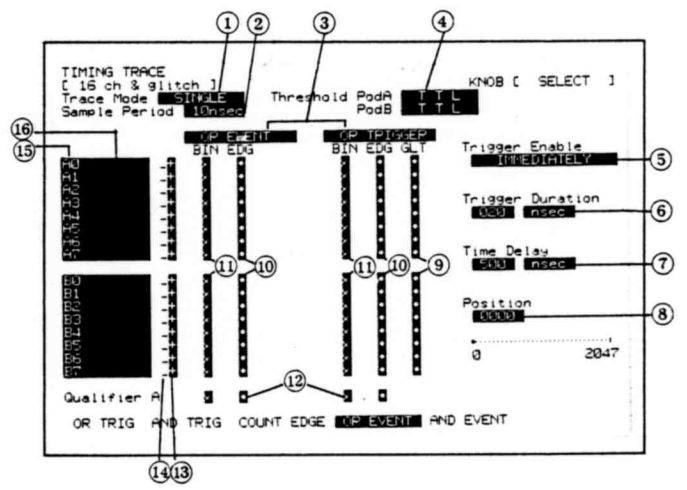 ① ② ③ ④
TIMING TRACE
[ 16 ch & glitch ]
KNOB [ SELECT ]
Trace Mode SINGLE Threshold PodA T T L
Sample Period 10nsec PodB T T L
⑯ OR EVENT OR TRIGGER
⑮ BIN EDG BIN EDG GLT Trigger Enable
IMMEDIATELY ⑤
A0 - +
A1 - +
A2 - + Trigger Duration
A3 - + 020 nsec ⑥
A4 - +
A5 - +
A6 - + Time Delay
A7 - + 500 nsec ⑦
⑪ ⑩ ⑪ ⑩ ⑨
B0 - +
B1 - + Position
B2 - + 0000 ⑧
B3 - +
B4 - +
B5 - + 0 2047
B6 - +
B7 - +
Qualifier A ⑫
OR TRIG AND TRIG COUNT EDGE OR EVENT AND EVENT
⑭ ⑬